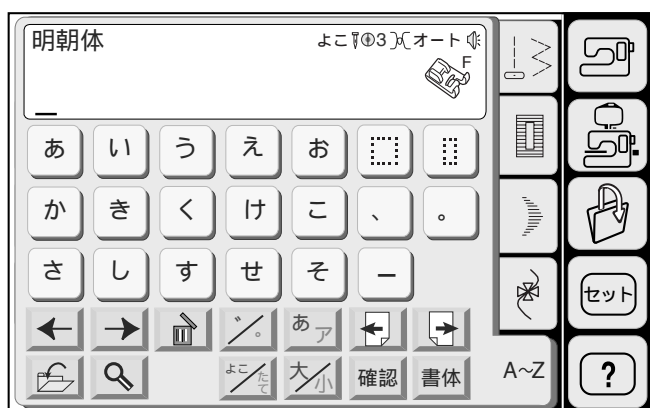 明朝体
よこ 3 オート
F
あ い う え お
か き く け こ 、 。
さ し す せ そ ー
゛/。 あア
よこ/たて 大/小 確認 書体 A~Z
セット
?